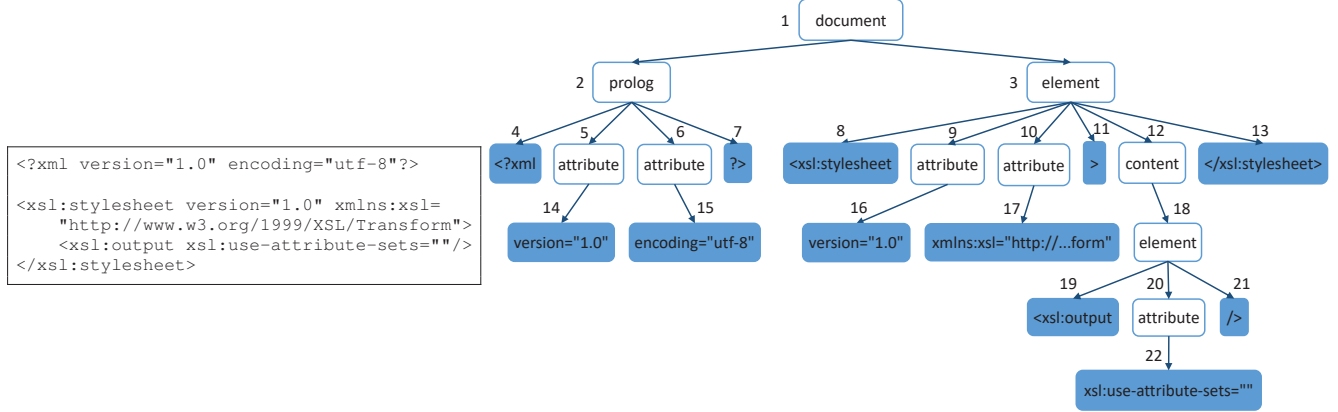 1 document
2 prolog 3 element
4 5 6 7 8 9 10 11 12 13
<?xml attribute attribute ?> <xsl:stylesheet attribute attribute > content </xsl:stylesheet>
14 15 16 17 18
version="1.0" encoding="utf-8" version="1.0" xmlns:xsl="http://...form" element
19 20 21
<xsl:output attribute />
22
xsl:use-attribute-sets=""
<?xml version="1.0" encoding="utf-8"?>
<xsl:stylesheet version="1.0" xmlns:xsl=
"http://www.w3.org/1999/XSL/Transform">
<xsl:output xsl:use-attribute-sets=""/>
</xsl:stylesheet>